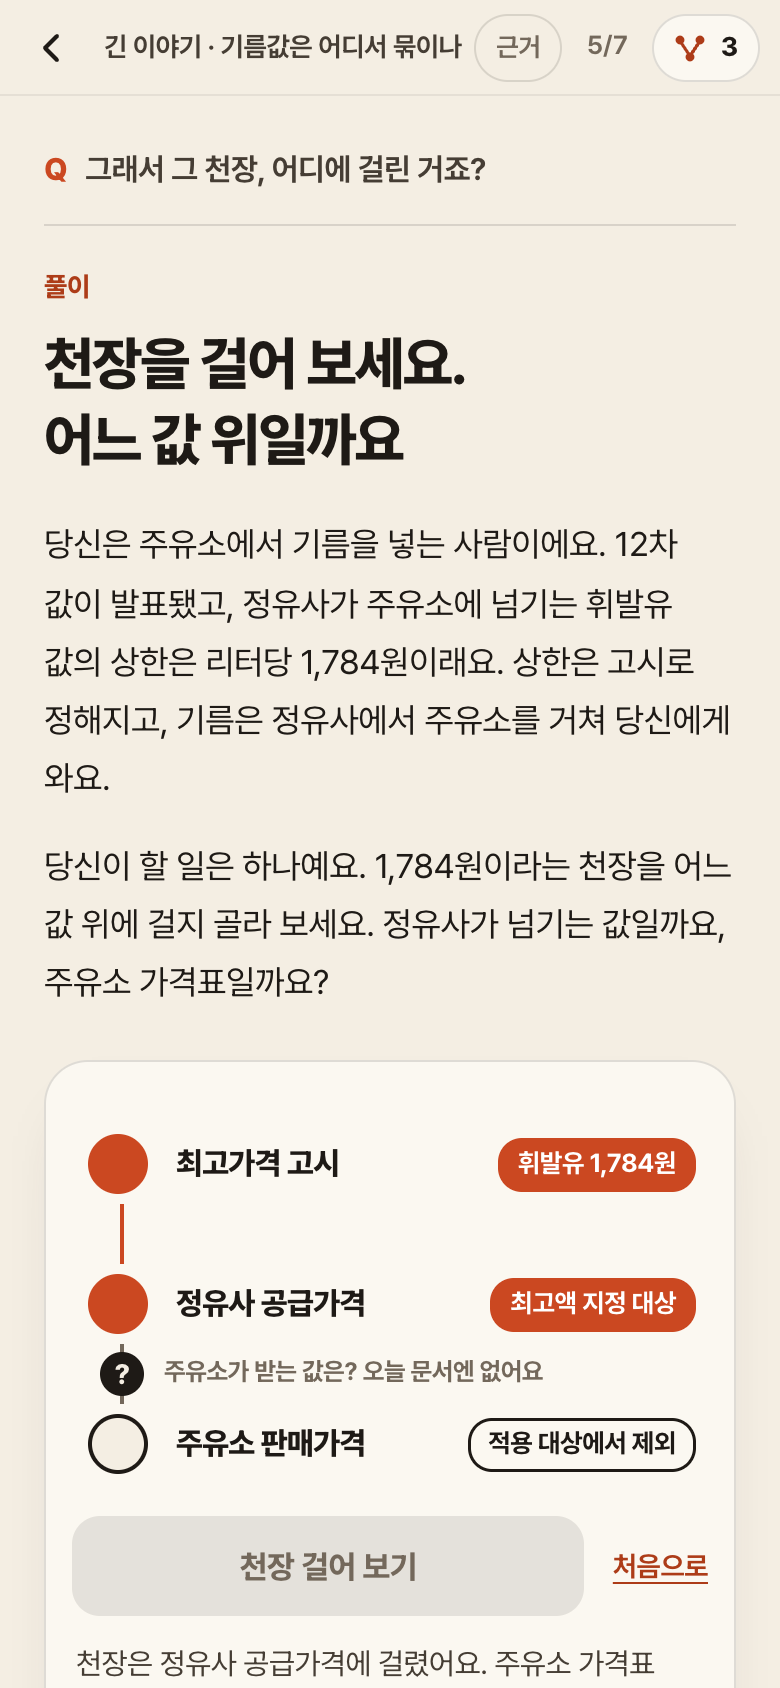 긴 이야기 · 기름값은 어디서 묶이나
근거
5/7
3
Q 그래서 그 천장, 어디에 걸린 거죠?
풀이
천장을 걸어 보세요.
어느 값 위일까요
당신은 주유소에서 기름을 넣는 사람이에요. 12차
값이 발표됐고, 정유사가 주유소에 넘기는 휘발유
값의 상한은 리터당 1,784원이래요. 상한은 고시로
정해지고, 기름은 정유사에서 주유소를 거쳐 당신에게
와요.
당신이 할 일은 하나예요. 1,784원이라는 천장을 어느
값 위에 걸지 골라 보세요. 정유사가 넘기는 값일까요,
주유소 가격표일까요?
최고가격 고시
휘발유 1,784원
정유사 공급가격
최고액 지정 대상
? 주유소가 받는 값은? 오늘 문서엔 없어요
주유소 판매가격
적용 대상에서 제외
천장 걸어 보기
처음으로
천장은 정유사 공급가격에 걸렸어요. 주유소 가격표